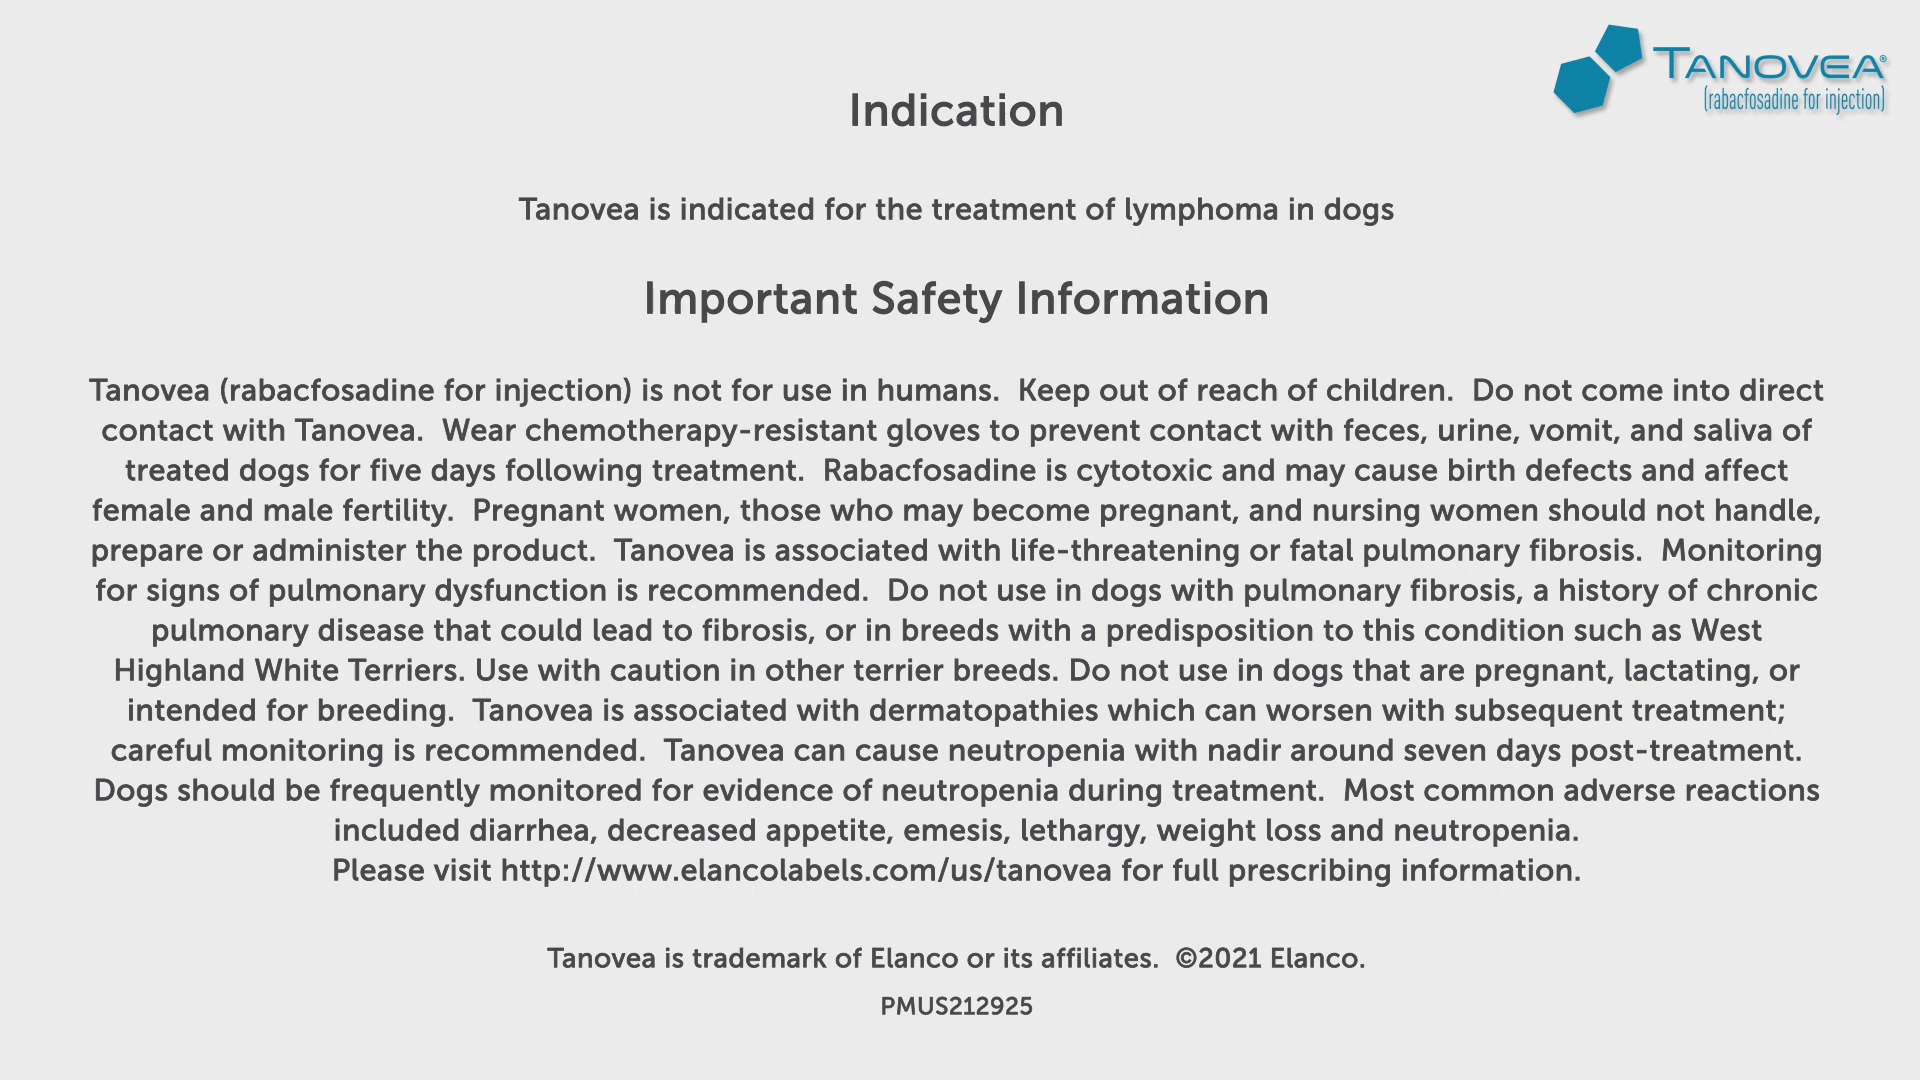 TANOVEA®
(rabacfosadine for injection)
Indication
Tanovea is indicated for the treatment of lymphoma in dogs
Important Safety Information
Tanovea (rabacfosadine for injection) is not for use in humans.  Keep out of reach of children.  Do not come into direct
contact with Tanovea.  Wear chemotherapy-resistant gloves to prevent contact with feces, urine, vomit, and saliva of
treated dogs for five days following treatment.  Rabacfosadine is cytotoxic and may cause birth defects and affect
female and male fertility.  Pregnant women, those who may become pregnant, and nursing women should not handle,
prepare or administer the product.  Tanovea is associated with life-threatening or fatal pulmonary fibrosis.  Monitoring
for signs of pulmonary dysfunction is recommended.  Do not use in dogs with pulmonary fibrosis, a history of chronic
pulmonary disease that could lead to fibrosis, or in breeds with a predisposition to this condition such as West
Highland White Terriers. Use with caution in other terrier breeds. Do not use in dogs that are pregnant, lactating, or
intended for breeding.  Tanovea is associated with dermatopathies which can worsen with subsequent treatment;
careful monitoring is recommended.  Tanovea can cause neutropenia with nadir around seven days post-treatment.
Dogs should be frequently monitored for evidence of neutropenia during treatment.  Most common adverse reactions
included diarrhea, decreased appetite, emesis, lethargy, weight loss and neutropenia.
Please visit http://www.elancolabels.com/us/tanovea for full prescribing information.
Tanovea is trademark of Elanco or its affiliates.  ©2021 Elanco.
PMUS212925